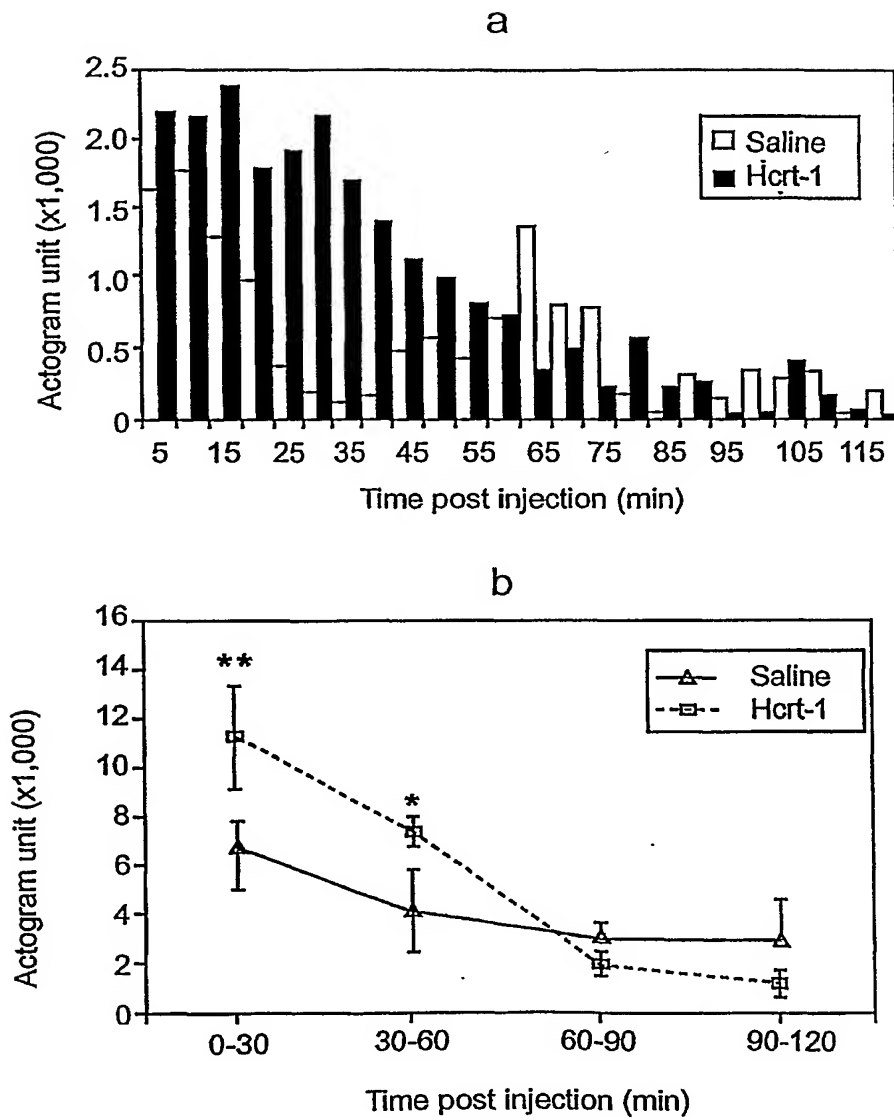 a
Actogram unit (x1,000)
2.5
2.0
1.5
1.0
0.5
0
Saline
Hcrt-1
5 15 25 35 45 55 65 75 85 95 105 115
Time post injection (min)
b
Actogram unit (x1,000)
16
14
12
10
8
6
4
2
0
**
*
Saline
Hcrt-1
0-30 30-60 60-90 90-120
Time post injection (min)